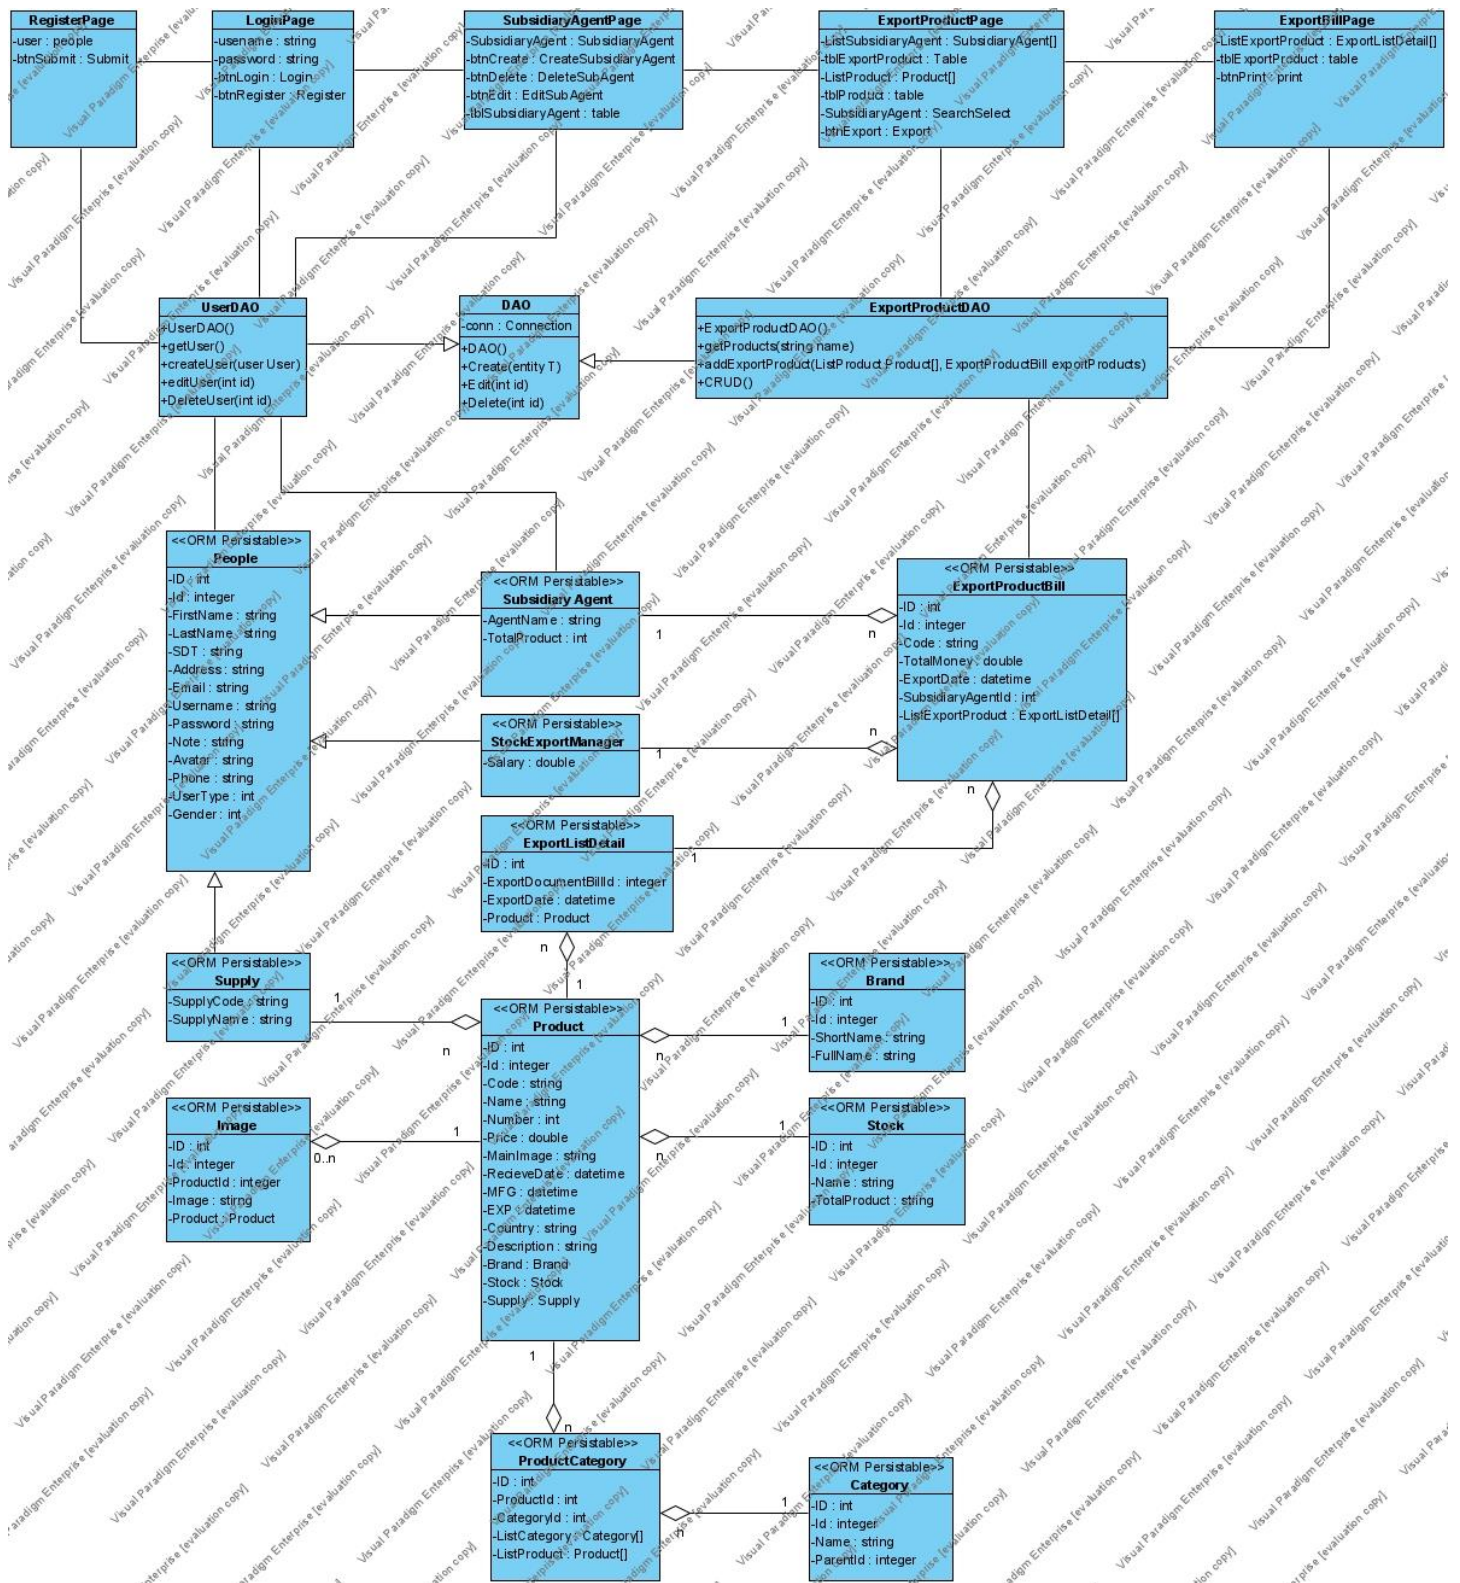 RegisterPage
-user : people
-btnSubmit : Submit
LoginPage
-usename : string
-password : string
-btnLogin : Login
-btnRegister : Register
SubsidiaryAgentPage
-SubsidiaryAgent : SubsidiaryAgent
-btnCreate : CreateSubsidiaryAgent
-btnDelete : DeleteSubAgent
-btnEdit : EditSubAgent
-tblSubsidiaryAgent : table
ExportProductPage
-ListSubsidiaryAgent : SubsidiaryAgent[]
-tblExportProduct : Table
-ListProduct : Product[]
-tblProduct : table
-SubsidiaryAgent : SearchSelect
-btnExport : Export
ExportBillPage
-ListExportProduct : ExportListDetail[]
-tblExportProduct : table
-btnPrint : print
UserDAO
+UserDAO()
+getUser()
+createUser(user User)
+editUser(int id)
+DeleteUser(int id)
DAO
-conn : Connection
+DAO()
+Create(entity T)
+Edit(int id)
+Delete(int id)
ExportProductDAO
+ExportProductDAO()
+getProducts(string name)
+addExportProduct(ListProduct Product[], ExportProductBill exportProducts)
+CRUD()
<<ORM Persistable>>
People
-ID : int
-Id : integer
-FirstName : string
-LastName : string
-SDT : string
-Address : string
-Email : string
-Username : string
-Password : string
-Note : string
-Avatar : string
-Phone : string
-UserType : int
-Gender : int
<<ORM Persistable>>
Subsidiary Agent
-AgentName : string
-TotalProduct : int
1
n
<<ORM Persistable>>
ExportProductBill
-ID : int
-Id : integer
-Code : string
-TotalMoney : double
-ExportDate : datetime
-SubsidiaryAgentId : int
-ListExportProduct : ExportListDetail[]
<<ORM Persistable>>
StockExportManager
-Salary : double
1
n
n
<<ORM Persistable>>
ExportListDetail
-ID : int
-ExportDocumentBillId : integer
-ExportDate : datetime
-Product : Product
1
n
1
<<ORM Persistable>>
Supply
-SupplyCode : string
-SupplyName : string
1
n
<<ORM Persistable>>
Product
-ID : int
-Id : integer
-Code : string
-Name : string
-Number : int
-Price : double
-MainImage : string
-RecieveDate : datetime
-MFG : datetime
-EXP : datetime
-Country : string
-Description : string
-Brand : Brand
-Stock : Stock
-Supply : Supply
<<ORM Persistable>>
Brand
-ID : int
-Id : integer
-ShortName : string
-FullName : string
1
n
<<ORM Persistable>>
Image
-ID : int
-Id : integer
-ProductId : integer
-Image : stirng
-Product : Product
0..n
1
<<ORM Persistable>>
Stock
-ID : int
-Id : integer
-Name : string
-TotalProduct : string
1
n
1
n
<<ORM Persistable>>
ProductCategory
-ID : int
-ProductId : int
-CategoryId : int
-ListCategory : Category[]
-ListProduct : Product[]
n
1
<<ORM Persistable>>
Category
-ID : int
-Id : integer
-Name : string
-ParentId : integer
Visual Paradigm Enterprise [evaluation copy]